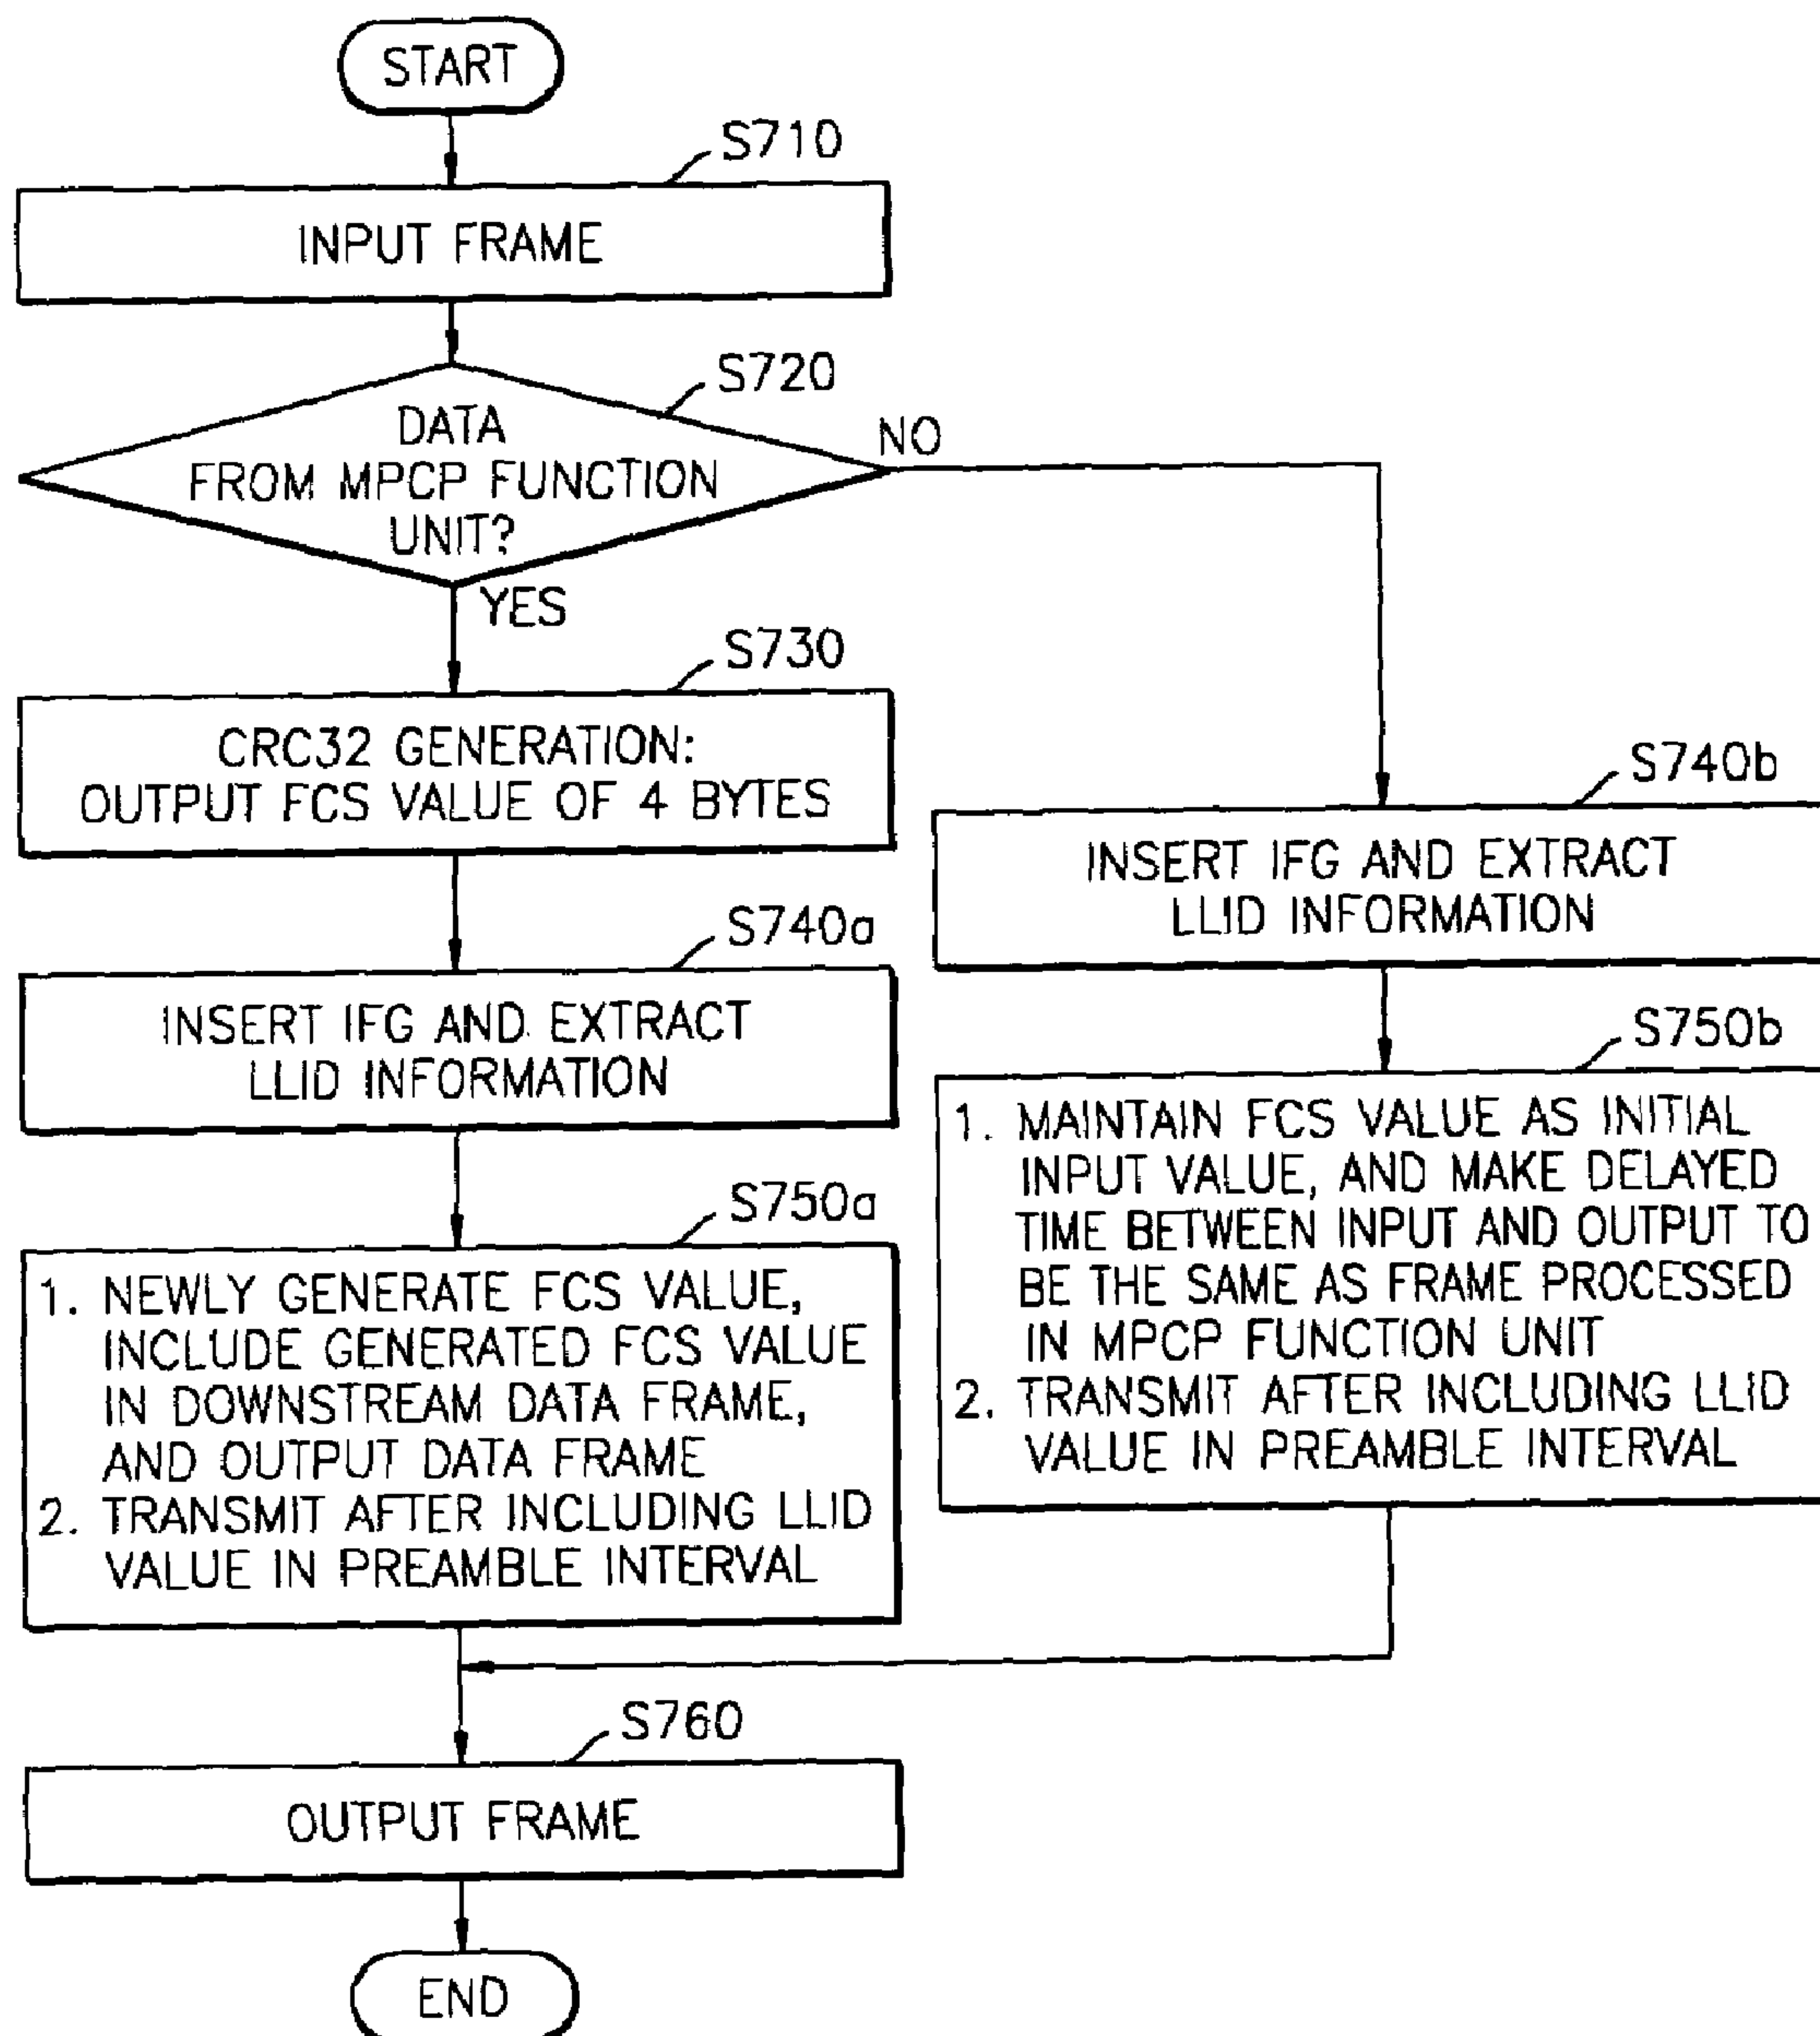 START
S710
INPUT FRAME
S720
DATA
FROM MPCP FUNCTION
UNIT?
NO
YES
S730
CRC32 GENERATION:
OUTPUT FCS VALUE OF 4 BYTES
S740a
INSERT IFG AND EXTRACT
LLID INFORMATION
S740b
INSERT IFG AND EXTRACT
LLID INFORMATION
S750a
1. NEWLY GENERATE FCS VALUE,
INCLUDE GENERATED FCS VALUE
IN DOWNSTREAM DATA FRAME,
AND OUTPUT DATA FRAME
2. TRANSMIT AFTER INCLUDING LLID
VALUE IN PREAMBLE INTERVAL
S750b
1. MAINTAIN FCS VALUE AS INITIAL
INPUT VALUE, AND MAKE DELAYED
TIME BETWEEN INPUT AND OUTPUT TO
BE THE SAME AS FRAME PROCESSED
IN MPCP FUNCTION UNIT
2. TRANSMIT AFTER INCLUDING LLID
VALUE IN PREAMBLE INTERVAL
S760
OUTPUT FRAME
END